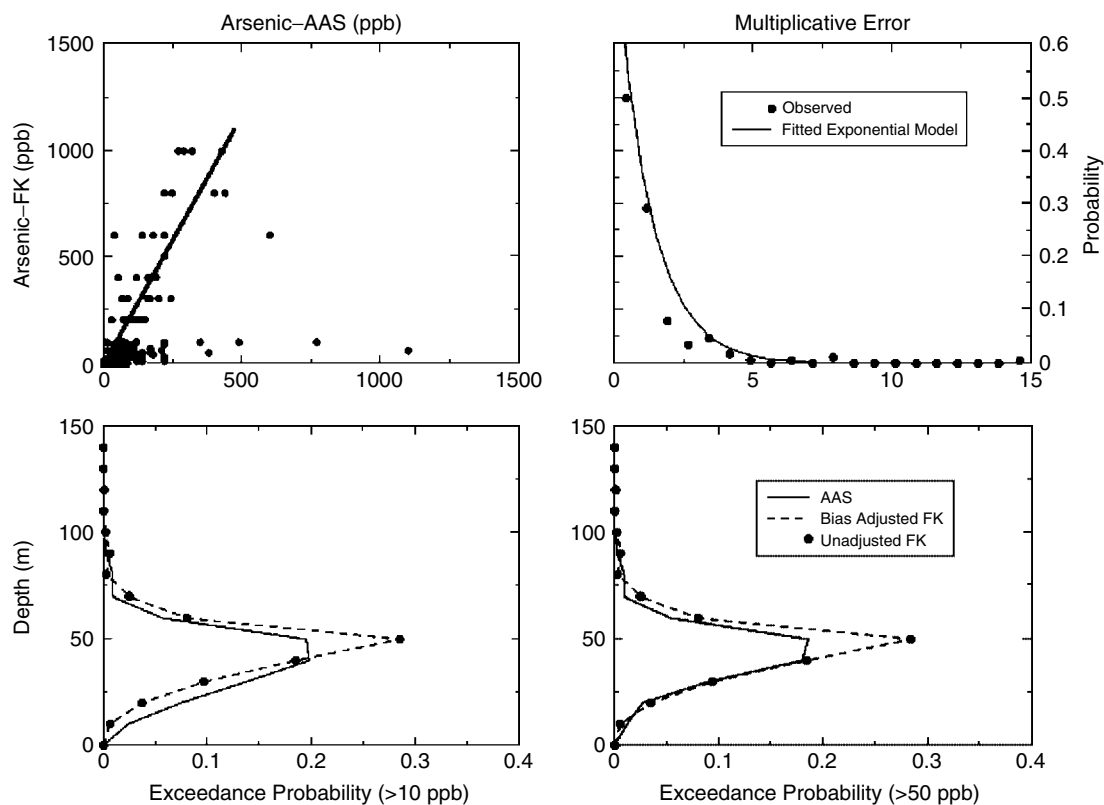 Arsenic–AAS (ppb)
Multiplicative Error
1500
1000
500
0
Arsenic–FK (ppb)
0 500 1000 1500
Observed
Fitted Exponential Model
0.6
0.5
0.4
0.3
0.2
0.1
0
Probability
0 5 10 15
150
100
50
0
Depth (m)
0 0.1 0.2 0.3 0.4
Exceedance Probability (>10 ppb)
150
100
50
0
AAS
Bias Adjusted FK
Unadjusted FK
0 0.1 0.2 0.3 0.4
Exceedance Probability (>50 ppb)